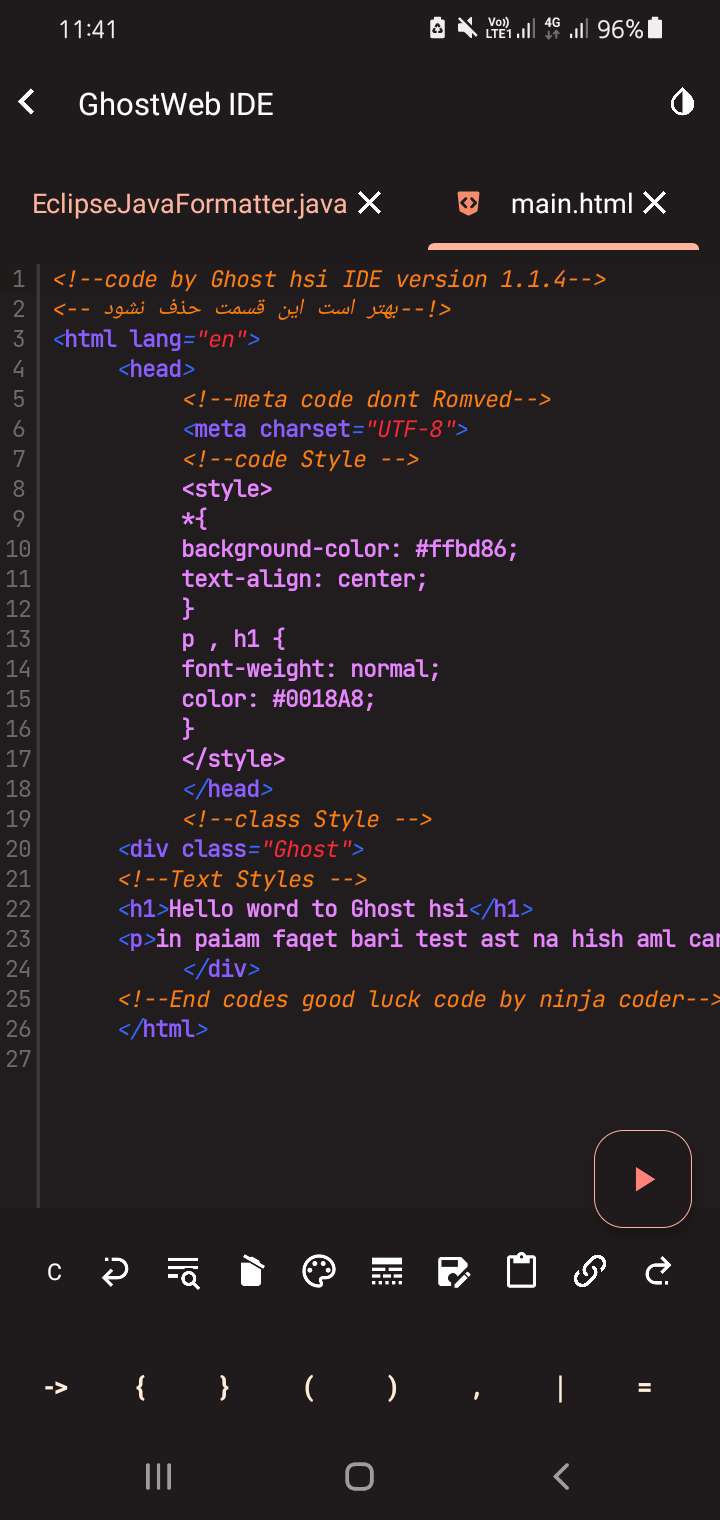 11:41 Vo)) LTE1 4G 96%
GhostWeb IDE
EclipseJavaFormatter.java main.html
1 <!--code by Ghost hsi IDE version 1.1.4-->
2 <!--بهتر است این قسمت حذف نشود -->
3 <html lang="en">
4 <head>
5 <!--meta code dont Romved-->
6 <meta charset="UTF-8">
7 <!--code Style -->
8 <style>
9 *{
10 background-color: #ffbd86;
11 text-align: center;
12 }
13 p , h1 {
14 font-weight: normal;
15 color: #0018A8;
16 }
17 </style>
18 </head>
19 <!--class Style -->
20 <div class="Ghost">
21 <!--Text Styles -->
22 <h1>Hello word to Ghost hsi</h1>
23 <p>in paiam faqet bari test ast na hish aml
24 </div>
25 <!--End codes good luck code by ninja coder-->
26 </html>
27
C
-> { } ( ) , | =